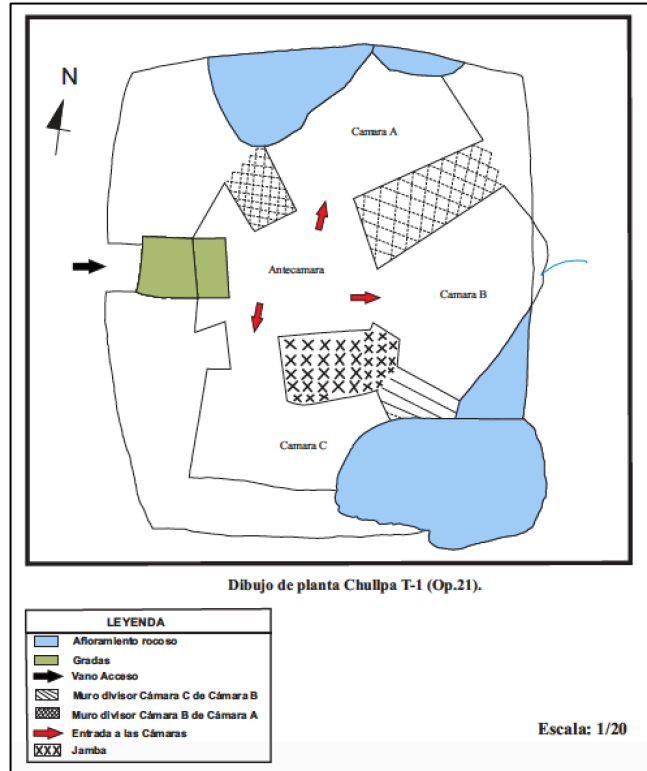 N
Camara A
Antecamara
Camara B
Camara C
Dibujo de planta Chullpa T-1 (Op.21).
LEYENDA
Afloramiento rocoso
Gradas
Vano Acceso
Muro divisor Cámara C de Cámara B
Muro divisor Cámara B de Cámara A
Entrada a las Cámaras
Jamba
Escala: 1/20